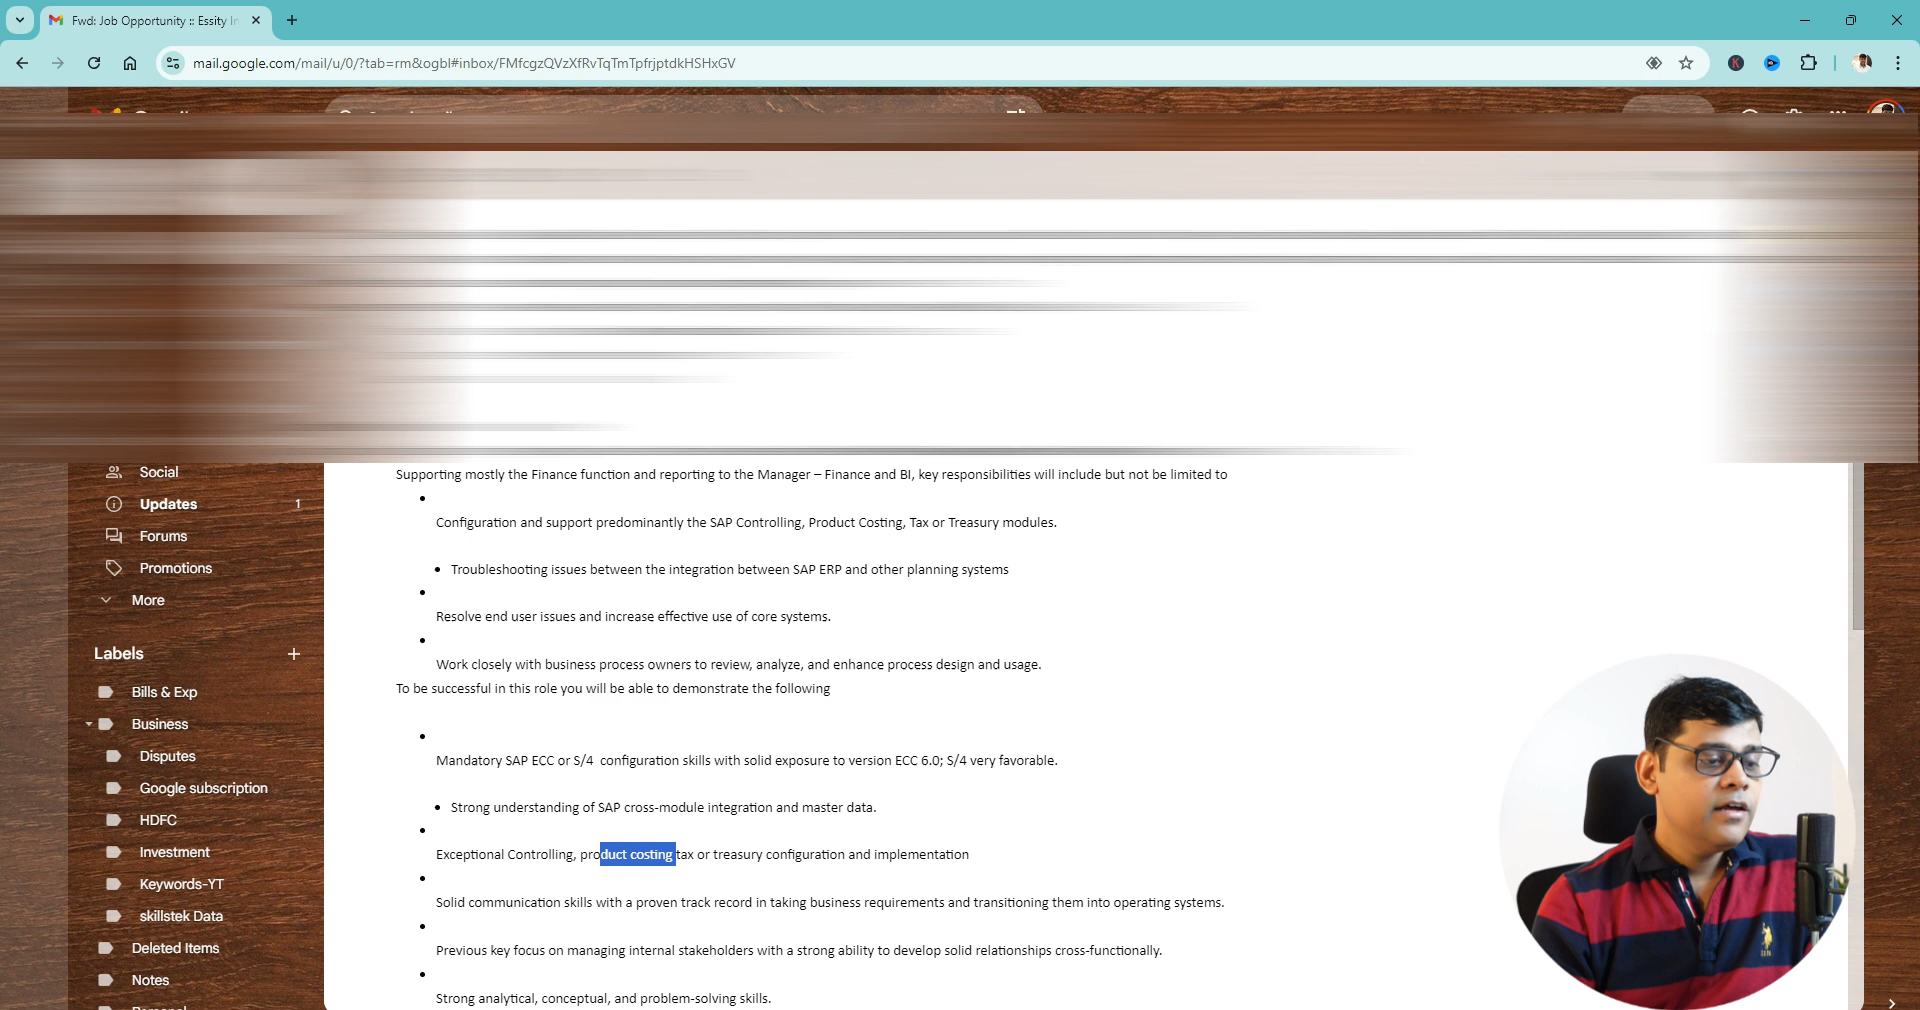 Fwd: Job Opportunity :: Essity In
mail.google.com/mail/u/0/?tab=rm&ogbl#inbox/FMfcgzQVzXfRvTqTmTpfrjptdkHSHxGV
K
Social
Updates 1
Forums
Promotions
More
Labels
Bills & Exp
Business
Disputes
Google subscription
HDFC
Investment
Keywords-YT
skillstek Data
Deleted Items
Notes
Supporting mostly the Finance function and reporting to the Manager – Finance and BI, key responsibilities will include but not be limited to
Configuration and support predominantly the SAP Controlling, Product Costing, Tax or Treasury modules.
Troubleshooting issues between the integration between SAP ERP and other planning systems
Resolve end user issues and increase effective use of core systems.
Work closely with business process owners to review, analyze, and enhance process design and usage.
To be successful in this role you will be able to demonstrate the following
Mandatory SAP ECC or S/4 configuration skills with solid exposure to version ECC 6.0; S/4 very favorable.
Strong understanding of SAP cross-module integration and master data.
Exceptional Controlling, product costing tax or treasury configuration and implementation
Solid communication skills with a proven track record in taking business requirements and transitioning them into operating systems.
Previous key focus on managing internal stakeholders with a strong ability to develop solid relationships cross-functionally.
Strong analytical, conceptual, and problem-solving skills.